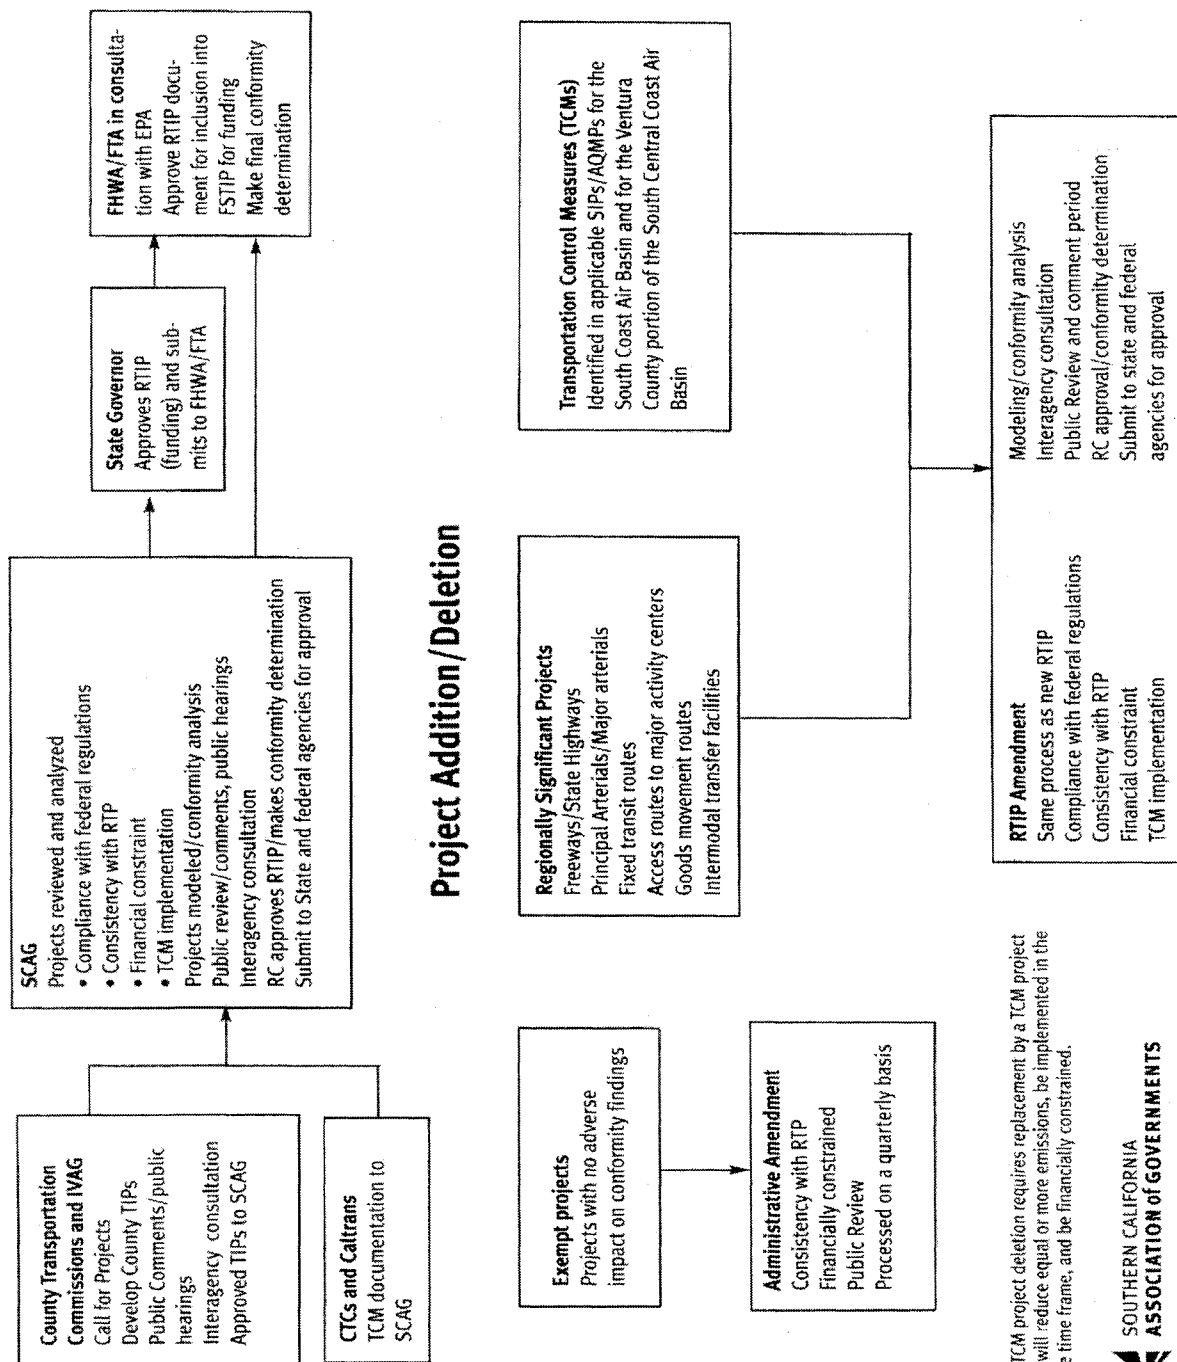 County Transportation
Commissions and IVAG
Call for Projects
Develop County TIPs
Public Comments/public
hearings
Interagency consultation
Approved TIPs to SCAG
CTCs and Caltrans
TCM documentation to
SCAG
SCAG
Projects reviewed and analyzed
• Compliance with federal regulations
• Consistency with RTP
• Financial constraint
• TCM implementation
Projects modeled/conformity analysis
Public review/comments, public hearings
Interagency consultation
RC approves RTIP/makes conformity determination
Submit to State and federal agencies for approval
State Governor
Approves RTIP
(funding) and sub-
mits to FHWA/FTA
FHWA/FTA in consulta-
tion with EPA
Approve RTIP docu-
ment for inclusion into
FSTIP for funding
Make final conformity
determination
Project Addition/Deletion
Exempt projects
Projects with no adverse
impact on conformity findings
Administrative Amendment
Consistency with RTP
Financially constrained
Public Review
Processed on a quarterly basis
Regionally Significant Projects
Freeways/State Highways
Principal Arterials/Major arterials
Fixed transit routes
Access routes to major activity centers
Goods movement routes
Intermodal transfer facilities
Transportation Control Measures (TCMs)
Identified in applicable SIPs/AQMPs for the
South Coast Air Basin and for the Ventura
County portion of the South Central Coast Air
Basin
RTIP Amendment
Same process as new RTIP
Compliance with federal regulations
Consistency with RTP
Financial constraint
TCM implementation
Modeling/conformity analysis
Interagency consultation
Public Review and comment period
RC approval/conformity determination
Submit to state and federal
agencies for approval
TCM project deletion requires replacement by a TCM project
will reduce equal or more emissions, be implemented in the
e time frame, and be financially constrained.
SOUTHERN CALIFORNIA
ASSOCIATION of GOVERNMENTS